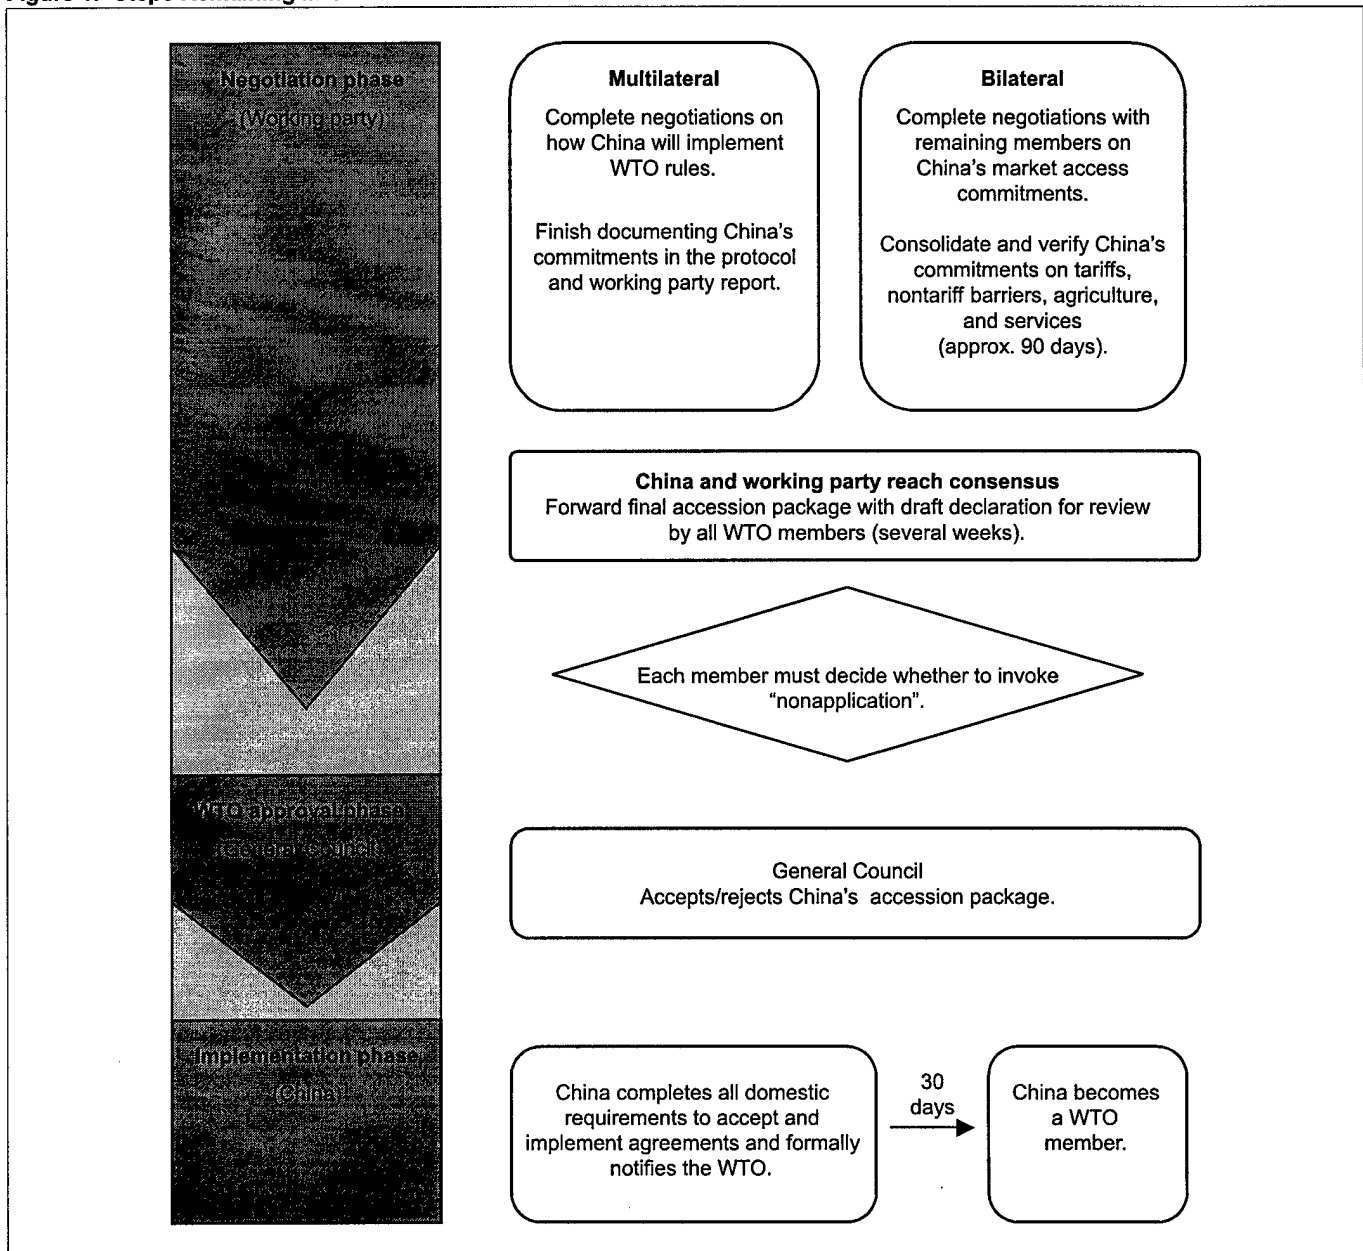 Negotiation phase
(Working party)
Multilateral
Complete negotiations on
how China will implement
WTO rules.
Finish documenting China's
commitments in the protocol
and working party report.
Bilateral
Complete negotiations with
remaining members on
China's market access
commitments.
Consolidate and verify China's
commitments on tariffs,
nontariff barriers, agriculture,
and services
(approx. 90 days).
China and working party reach consensus
Forward final accession package with draft declaration for review
by all WTO members (several weeks).
Each member must decide whether to invoke
“nonapplication”.
WTO approval phase
(General Council)
General Council
Accepts/rejects China's accession package.
Implementation phase
(China)
China completes all domestic
requirements to accept and
implement agreements and formally
notifies the WTO.
30
days
China becomes
a WTO
member.